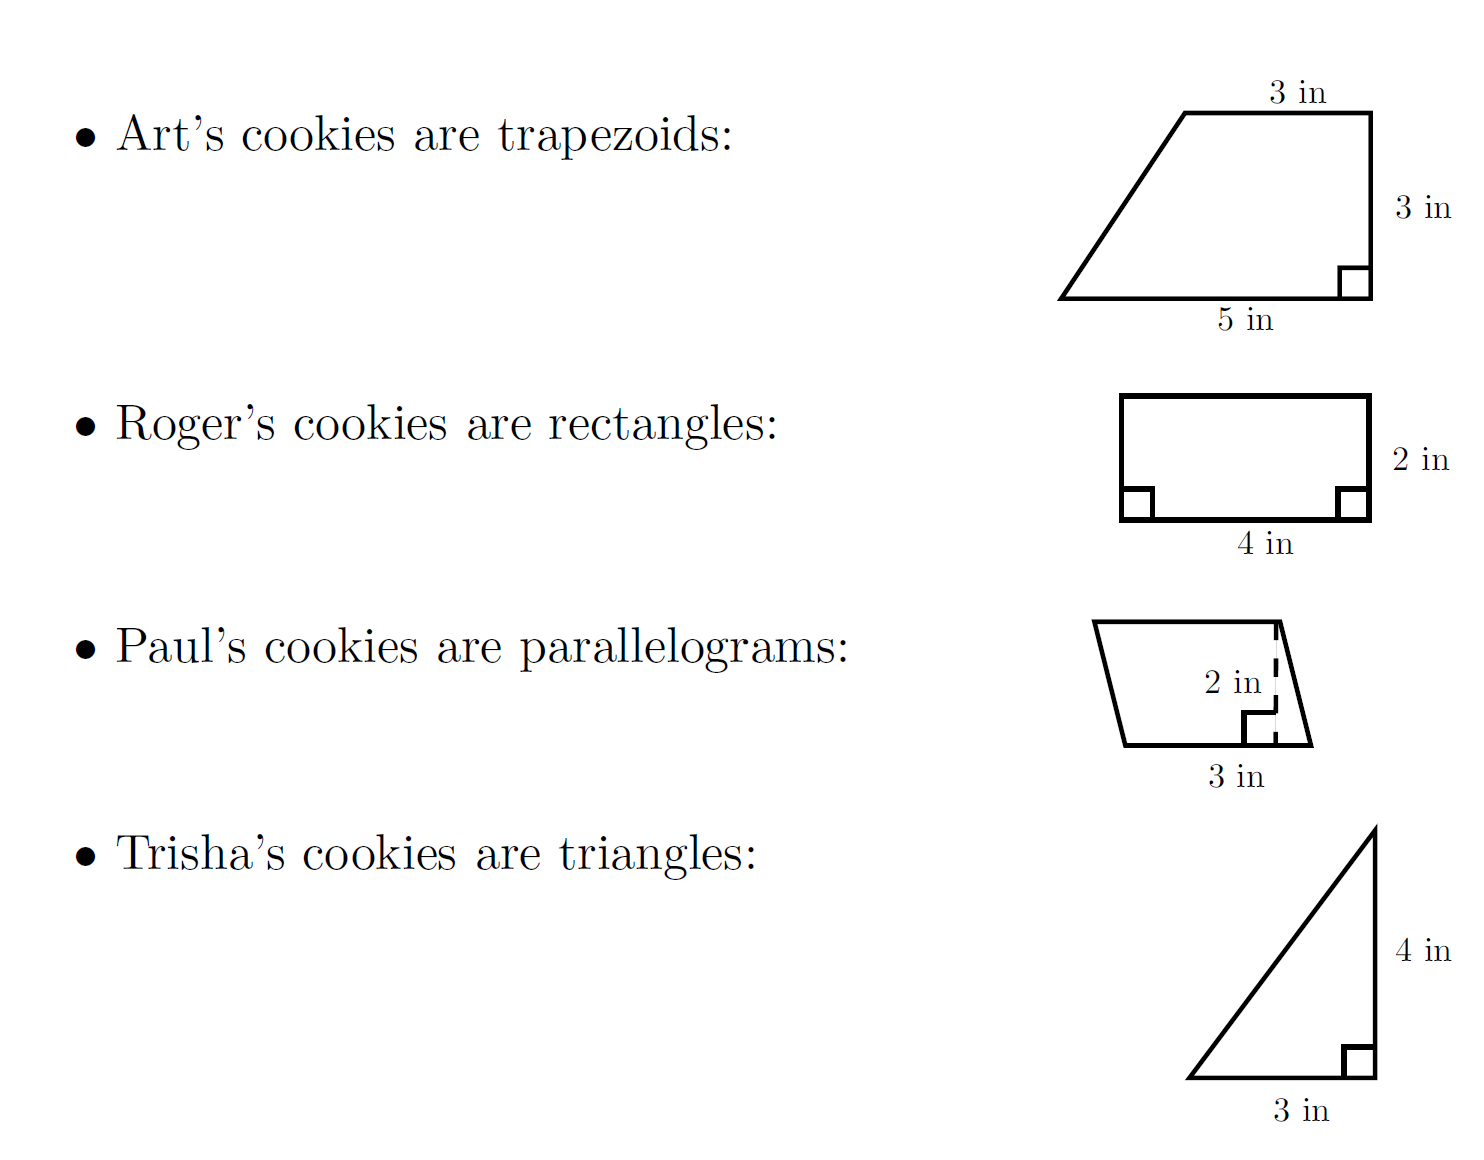 3 in
• Art's cookies are trapezoids:
3 in
5 in
• Roger's cookies are rectangles:
2 in
4 in
• Paul's cookies are parallelograms:
2 in
3 in
• Trisha's cookies are triangles:
4 in
3 in